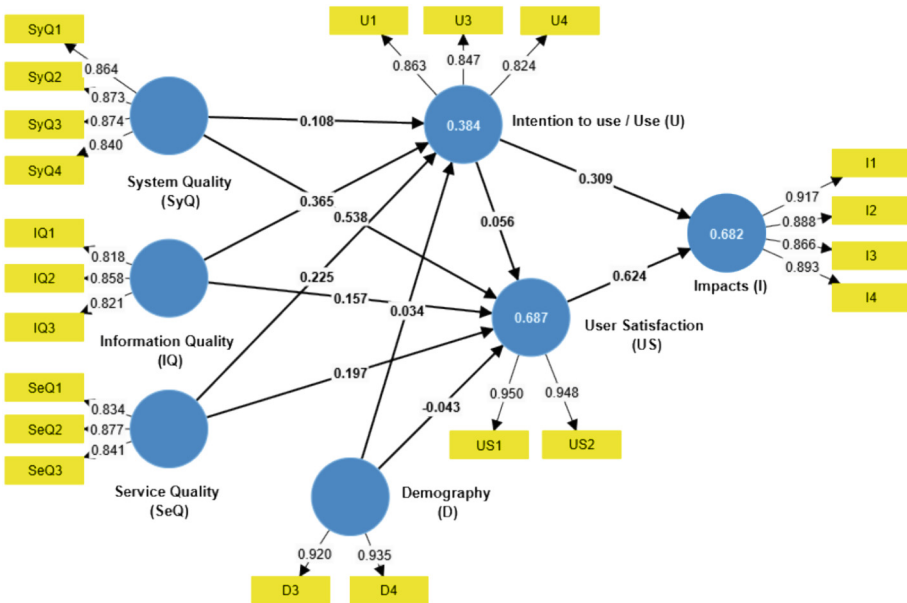 SyQ1
SyQ2
SyQ3
SyQ4
0.864
0.873
0.874
0.840
System Quality
(SyQ)
U1
U3
U4
0.863
0.847
0.824
0.384
Intention to use / Use (U)
0.108
0.365
0.538
0.225
0.157
0.034
0.197
-0.043
0.056
0.309
0.624
IQ1
IQ2
IQ3
0.818
0.858
0.821
Information Quality
(IQ)
SeQ1
SeQ2
SeQ3
0.834
0.877
0.841
Service Quality
(SeQ)
Demography
(D)
0.920
0.935
D3
D4
0.687
User Satisfaction
(US)
0.950
0.948
US1
US2
0.682
Impacts (I)
0.917
0.888
0.866
0.893
I1
I2
I3
I4